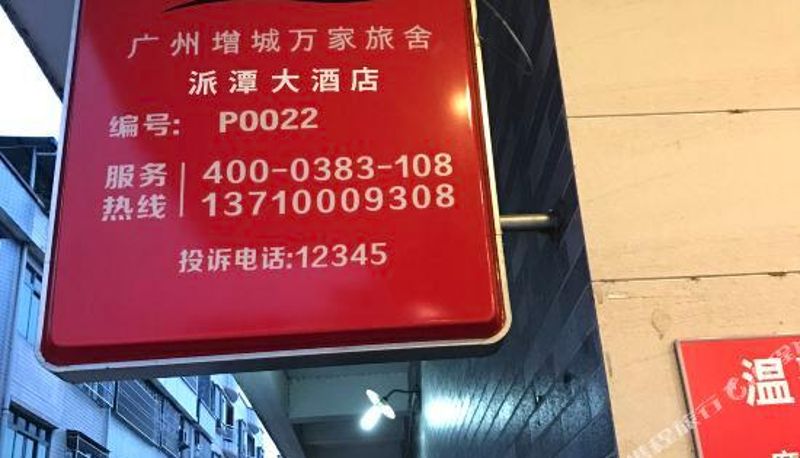 广州增城万家旅舍
派潭大酒店
编号: P0022
服务 400-0383-108
热线 13710009308
投诉电话:12345
温